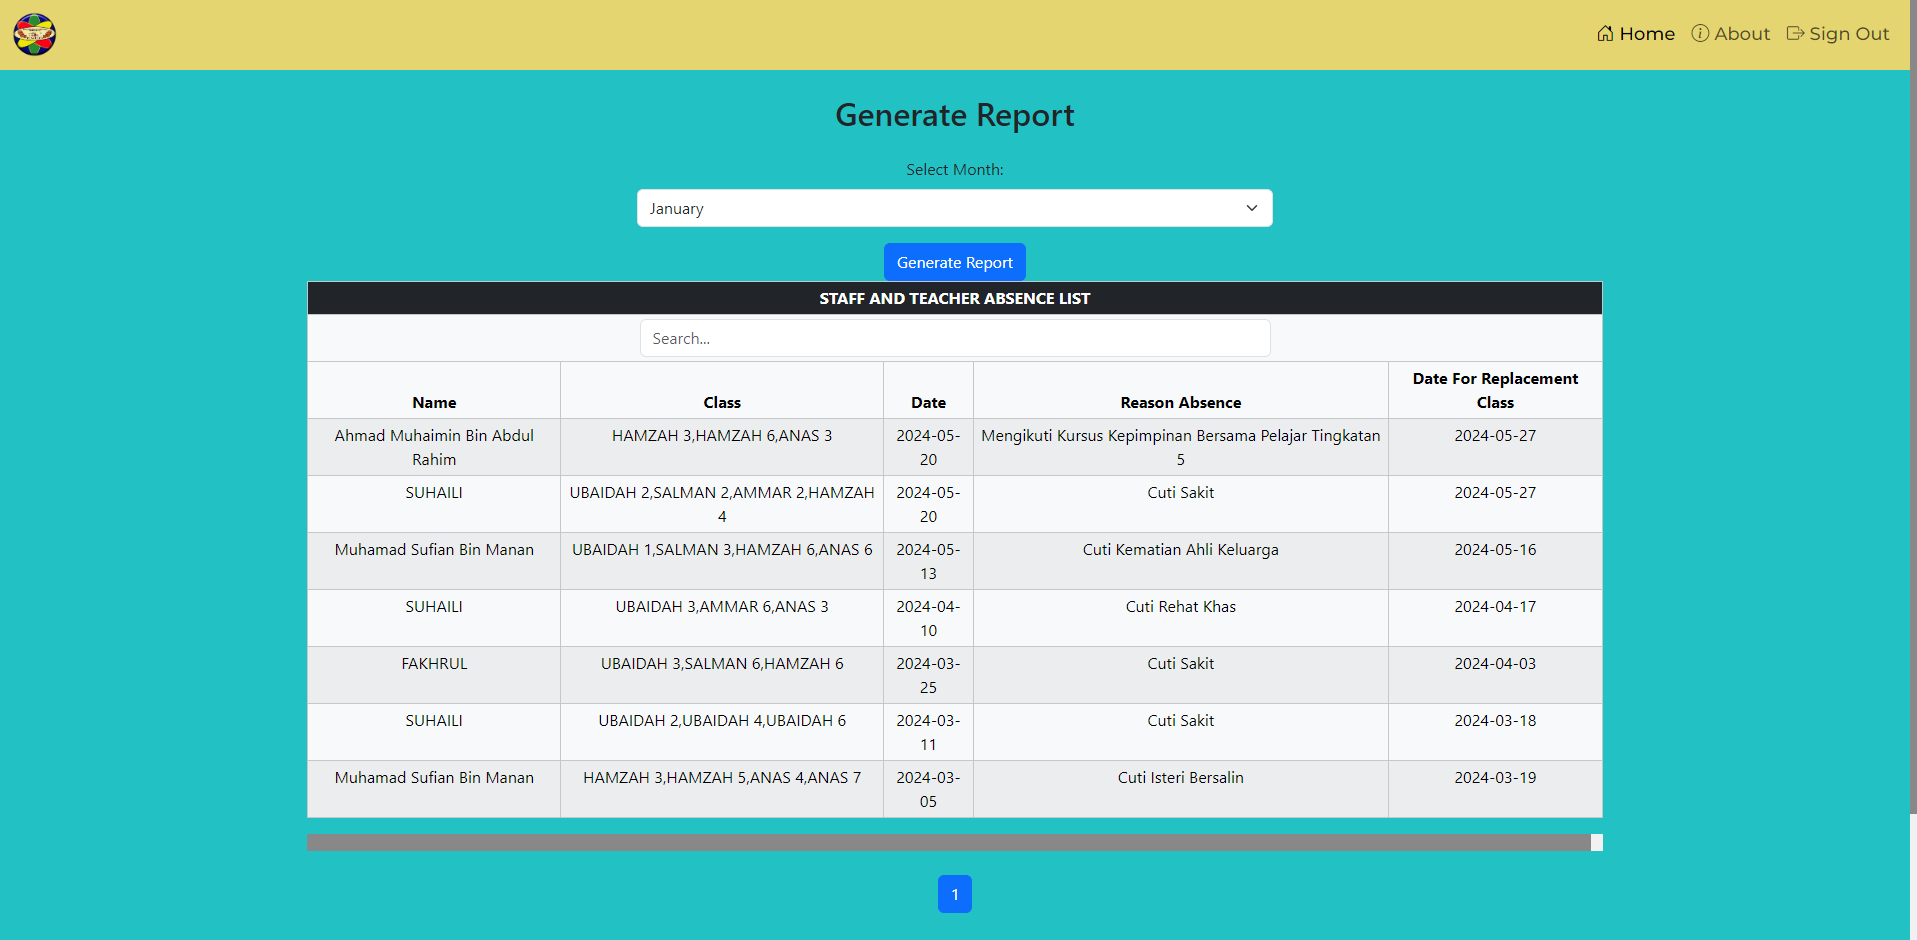 Home About Sign Out
Generate Report
Select Month:
January
Generate Report
STAFF AND TEACHER ABSENCE LIST
Search...
Name Class Date Reason Absence Date For Replacement
Class
Ahmad Muhaimin Bin Abdul HAMZAH 3,HAMZAH 6,ANAS 3 2024-05- Mengikuti Kursus Kepimpinan Bersama Pelajar Tingkatan 2024-05-27
Rahim 20 5
SUHAILI UBAIDAH 2,SALMAN 2,AMMAR 2,HAMZAH 2024-05- Cuti Sakit 2024-05-27
4 20
Muhamad Sufian Bin Manan UBAIDAH 1,SALMAN 3,HAMZAH 6,ANAS 6 2024-05- Cuti Kematian Ahli Keluarga 2024-05-16
13
SUHAILI UBAIDAH 3,AMMAR 6,ANAS 3 2024-04- Cuti Rehat Khas 2024-04-17
10
FAKHRUL UBAIDAH 3,SALMAN 6,HAMZAH 6 2024-03- Cuti Sakit 2024-04-03
25
SUHAILI UBAIDAH 2,UBAIDAH 4,UBAIDAH 6 2024-03- Cuti Sakit 2024-03-18
11
Muhamad Sufian Bin Manan HAMZAH 3,HAMZAH 5,ANAS 4,ANAS 7 2024-03- Cuti Isteri Bersalin 2024-03-19
05
1